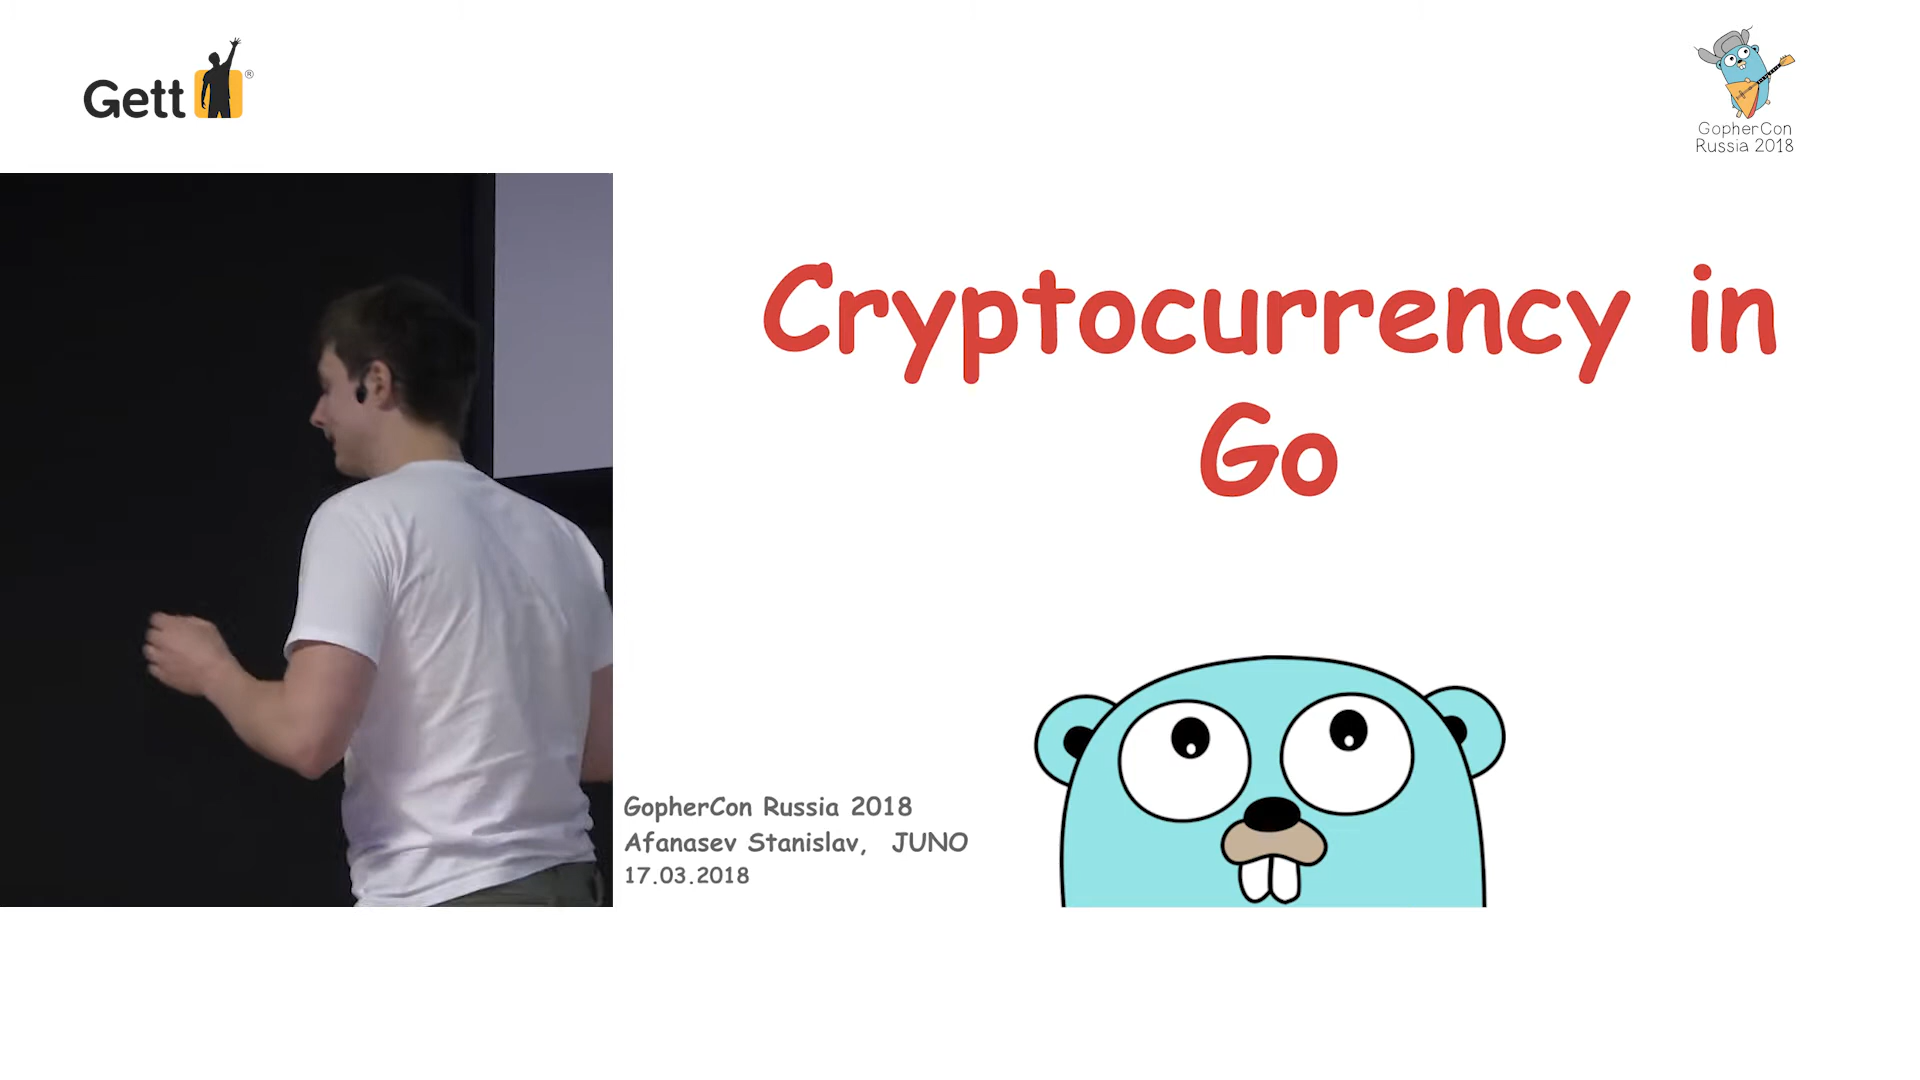 Gett®
GopherCon
Russia 2018
Cryptocurrency in
Go
GopherCon Russia 2018
Afanasev Stanislav, JUNO
17.03.2018